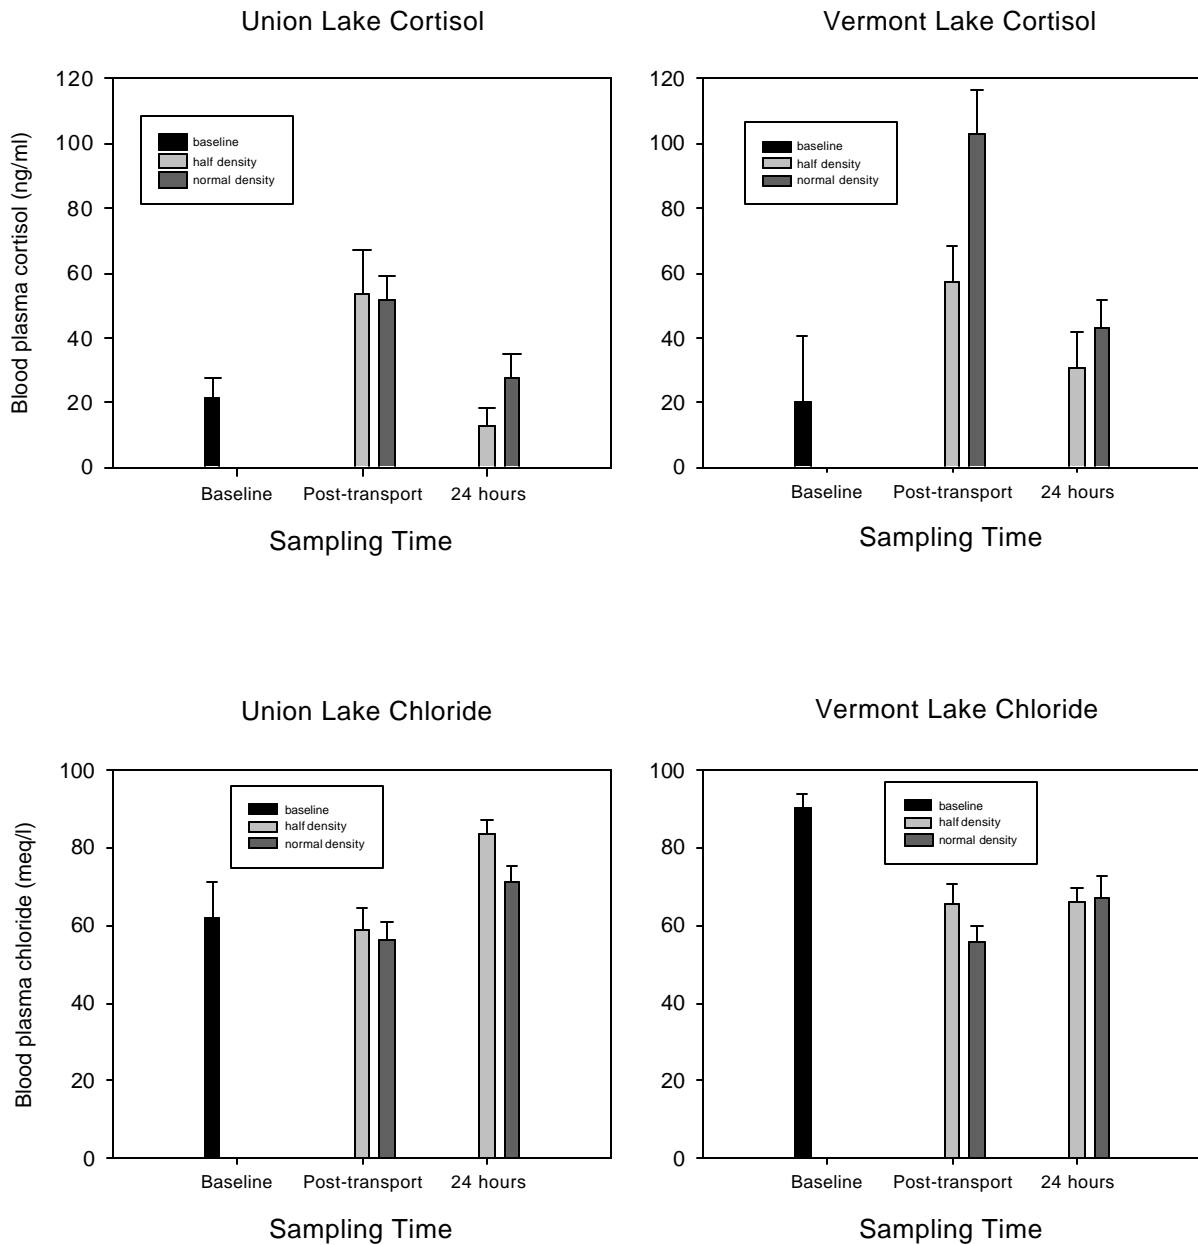 Union Lake Cortisol
Blood plasma cortisol (ng/ml)
120
100
80
60
40
20
0
baseline
half density
normal density
Baseline Post-transport 24 hours
Sampling Time
Vermont Lake Cortisol
120
100
80
60
40
20
0
baseline
half density
normal density
Baseline Post-transport 24 hours
Sampling Time
Union Lake Chloride
Blood plasma chloride (meq/l)
100
80
60
40
20
0
baseline
half density
normal density
Baseline Post-transport 24 hours
Sampling Time
Vermont Lake Chloride
100
80
60
40
20
0
baseline
half density
normal density
Baseline Post-transport 24 hours
Sampling Time